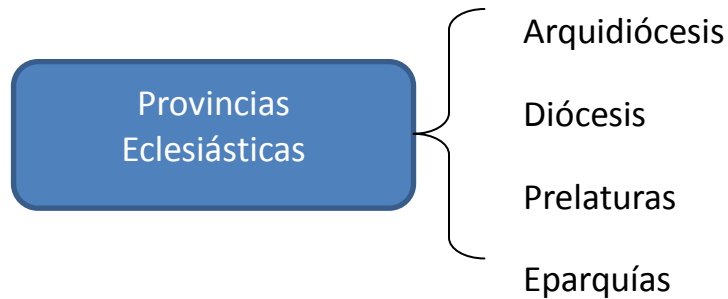 Provincias
Eclesiásticas
Arquidiócesis
Diócesis
Prelaturas
Eparquías